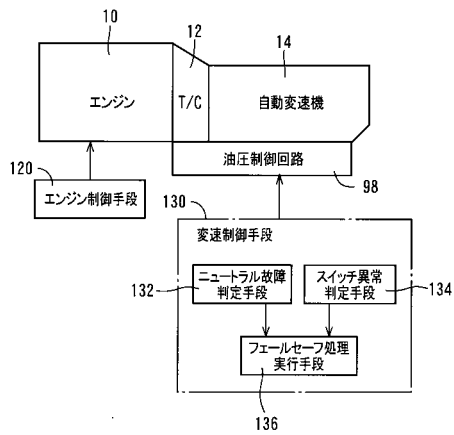 10
12
14
エンジン
T/C
自動変速機
油圧制御回路
98
120
エンジン制御手段
130
変速制御手段
ニュートラル故障
判定手段
132
スイッチ異常
判定手段
134
フェールセーフ処理
実行手段
136